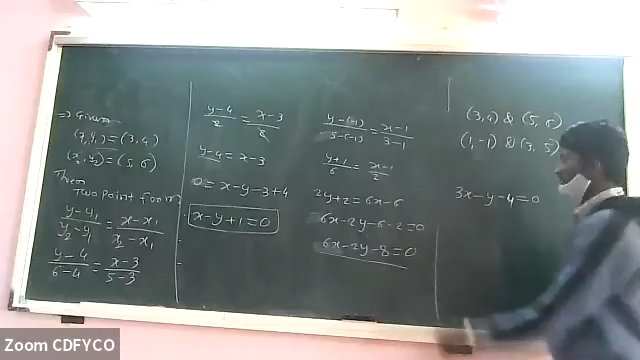 => Given
(x₁, y₁) = (3, 4)
(x₂, y₂) = (5, 6)
Then
Two point form
y-y₁/y₂-y₁ = x-x₁/x₂-x₁
y-4/6-4 = x-3/5-3
y-4/2 = x-3/2
y-4 = x-3
0 = x-y-3+4
x-y+1=0
y-(-1)/5-(-1) = x-1/3-1
y+1/6 = x-1/2
2y+2 = 6x-6
6x-2y-6-2=0
6x-2y-8=0
(3,4) & (5,6)
(1,-1) & (3,5)
3x-y-4=0
Zoom CDFYCO